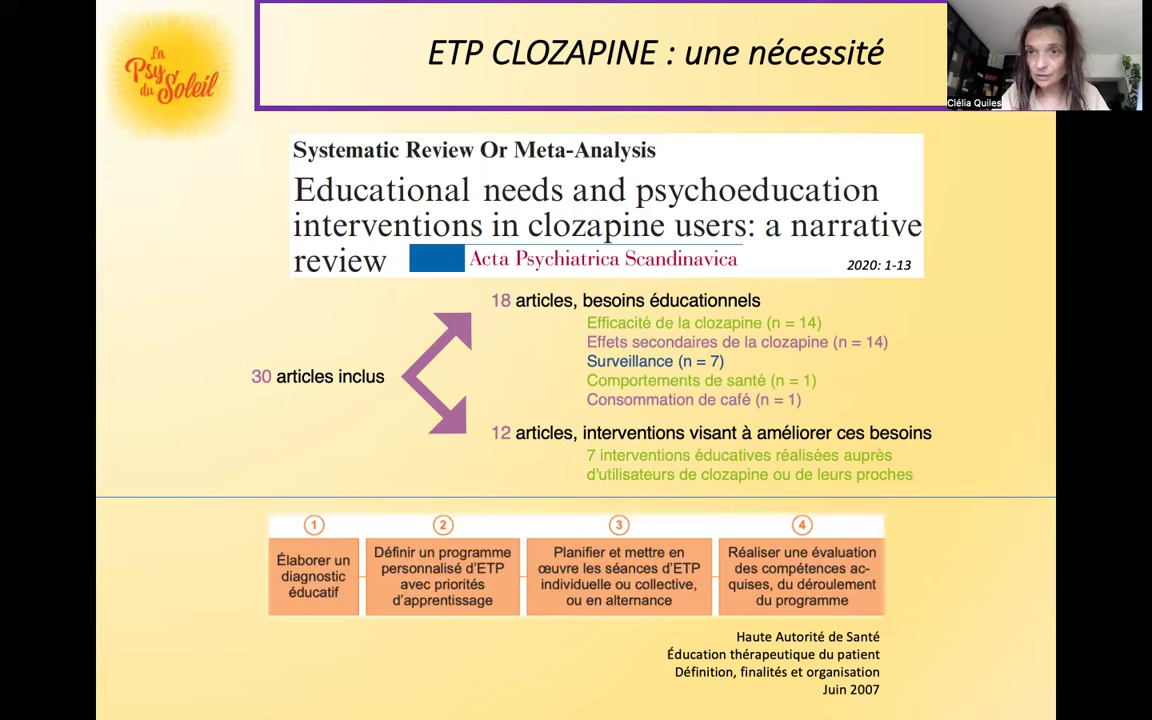 La
Psy
du
Soleil
ETP CLOZAPINE : une nécessité
Clélia Quiles
Systematic Review Or Meta-Analysis
Educational needs and psychoeducation
interventions in clozapine users: a narrative
review
Acta Psychiatrica Scandinavica
2020: 1-13
30 articles inclus
18 articles, besoins éducationnels
Efficacité de la clozapine (n = 14)
Effets secondaires de la clozapine (n = 14)
Surveillance (n = 7)
Comportements de santé (n = 1)
Consommation de café (n = 1)
12 articles, interventions visant à améliorer ces besoins
7 interventions éducatives réalisées auprès
d'utilisateurs de clozapine ou de leurs proches
1
Élaborer un
diagnostic
éducatif
2
Définir un programme
personnalisé d'ETP
avec priorités
d'apprentissage
3
Planifier et mettre en
œuvre les séances d'ETP
individuelle ou collective,
ou en alternance
4
Réaliser une évaluation
des compétences ac-
quises, du déroulement
du programme
Haute Autorité de Santé
Éducation thérapeutique du patient
Définition, finalités et organisation
Juin 2007